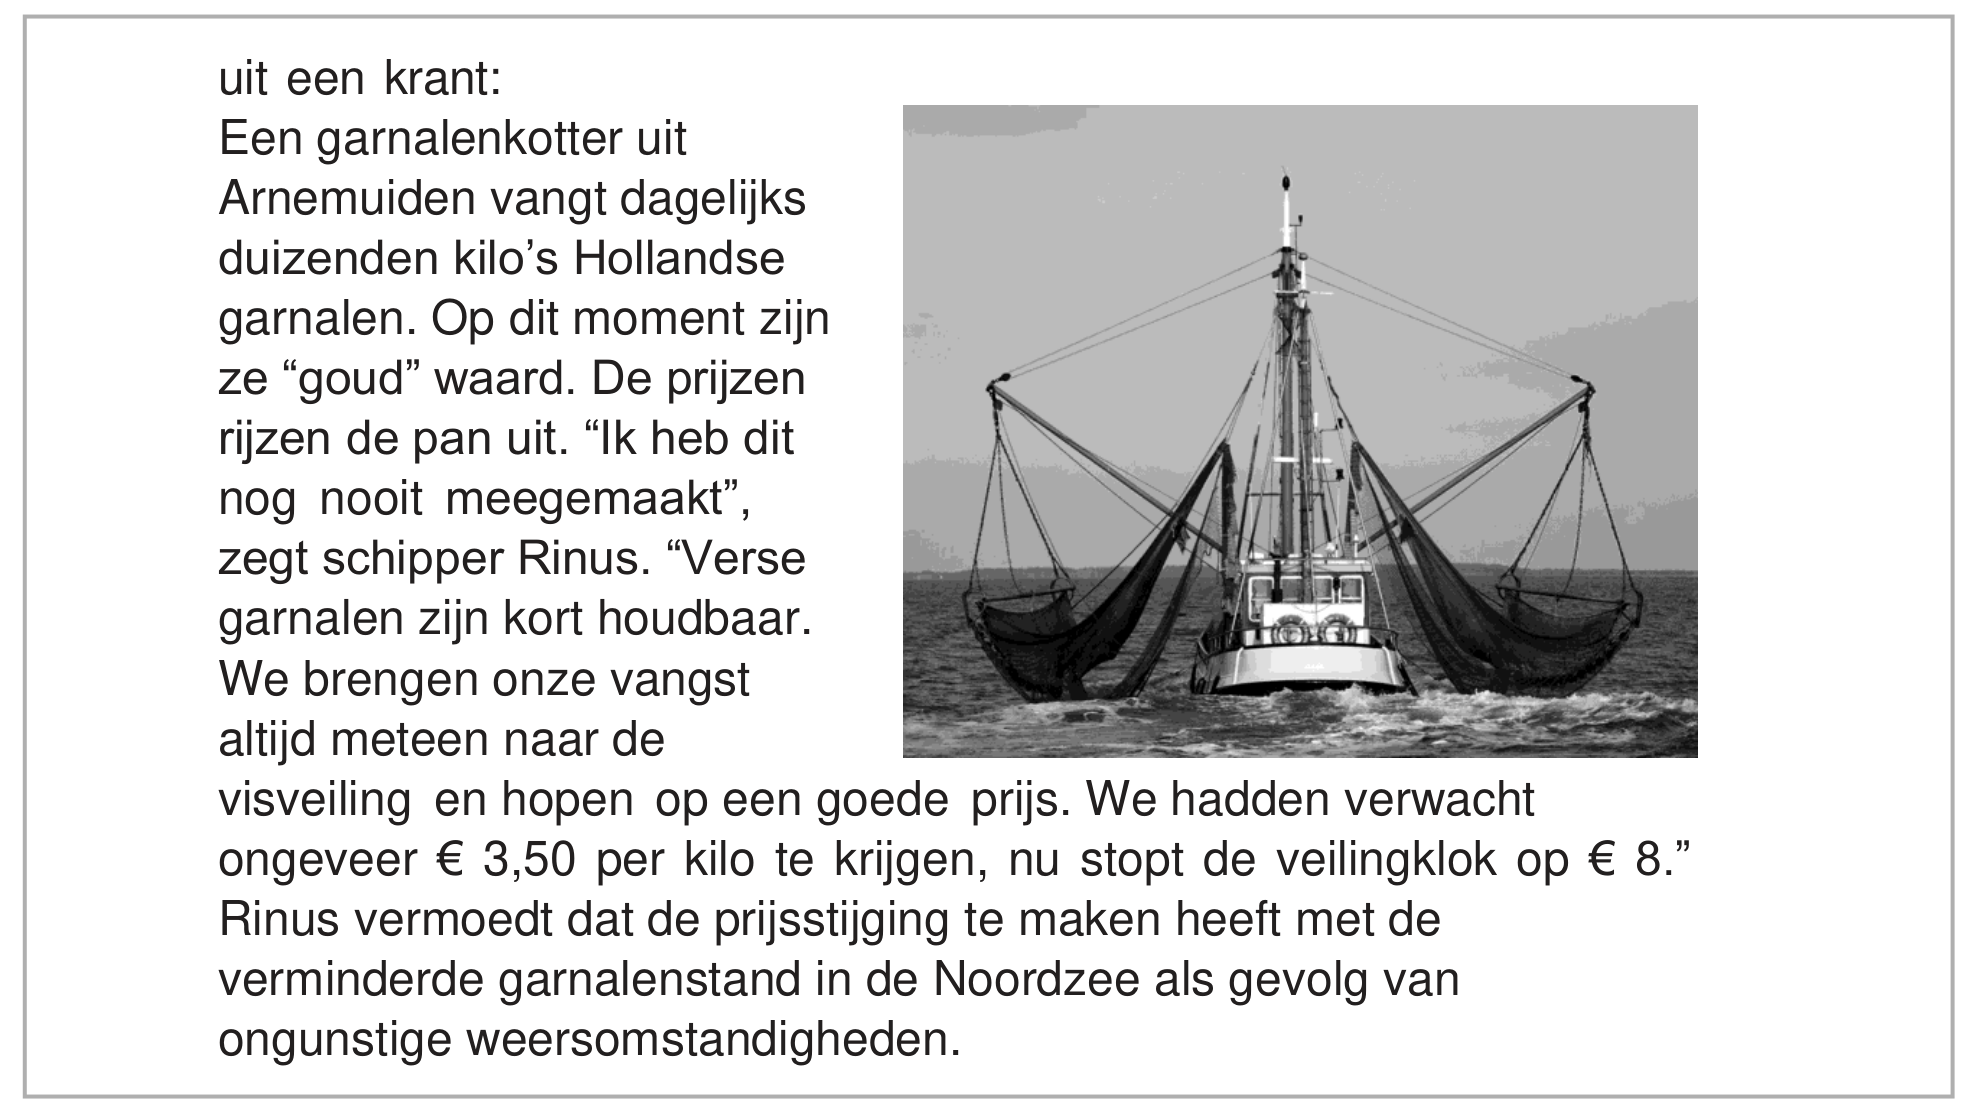 uit een krant:
Een garnalenkotter uit
Arnemuiden vangt dagelijks
duizenden kilo’s Hollandse
garnalen. Op dit moment zijn
ze “goud” waard. De prijzen
rijzen de pan uit. “Ik heb dit
nog nooit meegemaakt”,
zegt schipper Rinus. “Verse
garnalen zijn kort houdbaar.
We brengen onze vangst
altijd meteen naar de
visveiling en hopen op een goede prijs. We hadden verwacht
ongeveer € 3,50 per kilo te krijgen, nu stopt de veilingklok op € 8.”
Rinus vermoedt dat de prijsstijging te maken heeft met de
verminderde garnalenstand in de Noordzee als gevolg van
ongunstige weersomstandigheden.